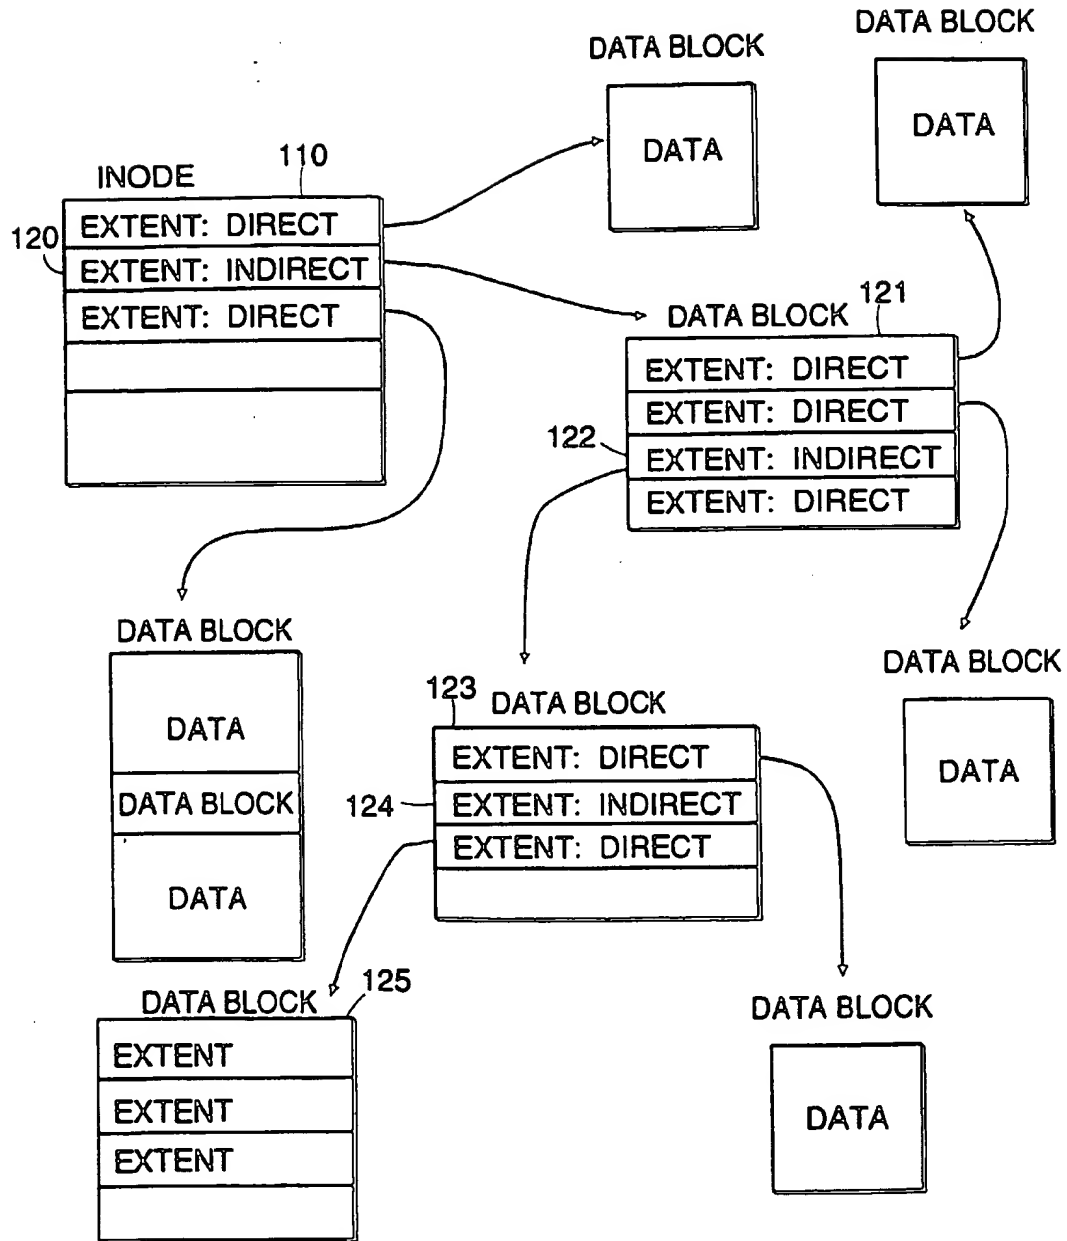 DATA BLOCK
DATA
DATA BLOCK
DATA
INODE
110
EXTENT: DIRECT
120
EXTENT: INDIRECT
EXTENT: DIRECT
DATA BLOCK
121
EXTENT: DIRECT
EXTENT: DIRECT
122
EXTENT: INDIRECT
EXTENT: DIRECT
DATA BLOCK
DATA
DATA BLOCK
DATA
DATA BLOCK
DATA
123
DATA BLOCK
EXTENT: DIRECT
124
EXTENT: INDIRECT
EXTENT: DIRECT
DATA BLOCK
125
EXTENT
EXTENT
EXTENT
DATA BLOCK
DATA